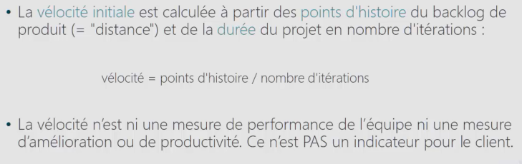 • La vélocité initiale est calculée à partir des points d'histoire du backlog de
produit (= "distance") et de la durée du projet en nombre d'itérations :
vélocité = points d'histoire / nombre d'itérations
• La vélocité n'est ni une mesure de performance de l'équipe ni une mesure
d'amélioration ou de productivité. Ce n'est PAS un indicateur pour le client.